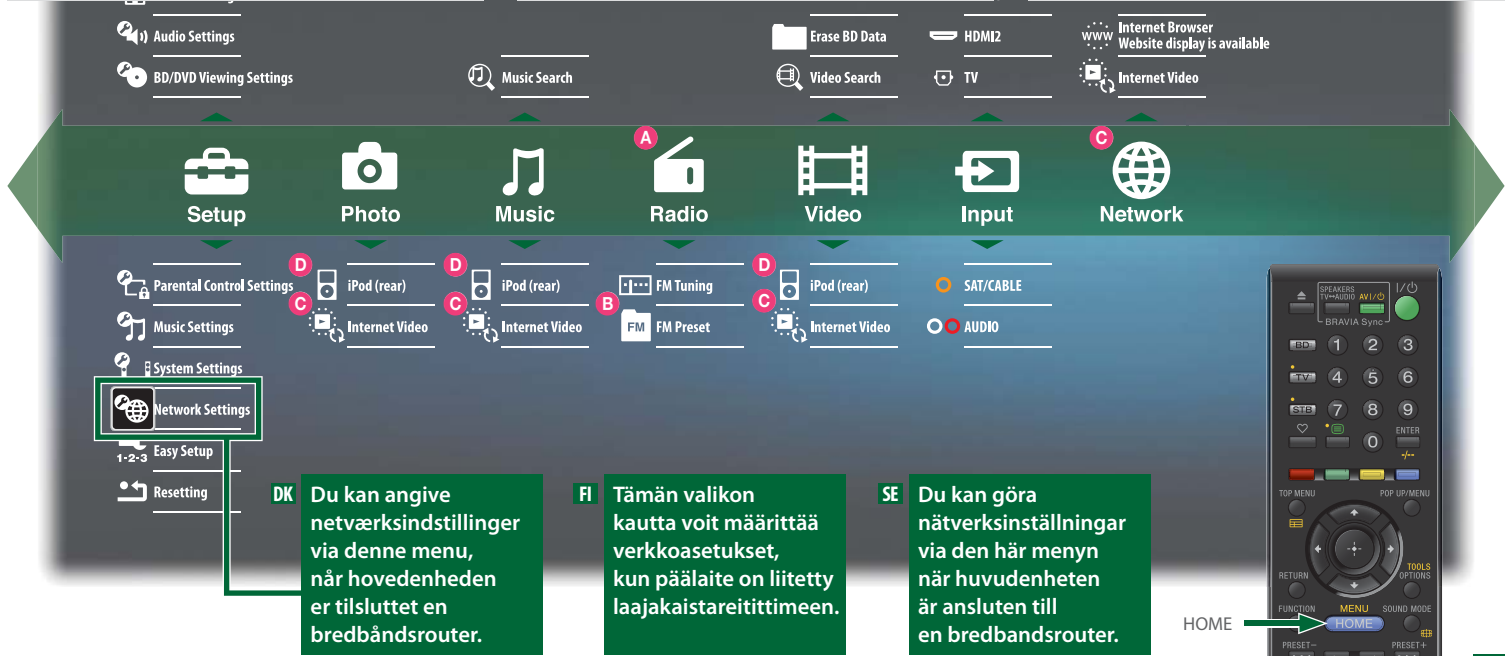 Audio Settings
BD/DVD Viewing Settings
Music Search
Erase BD Data
Video Search
HDMI2
TV
www
Internet Browser
Website display is available
Internet Video
A
C
Setup
Photo
Music
Radio
Video
Input
Network
Parental Control Settings
Music Settings
System Settings
Network Settings
1-2-3
Easy Setup
Resetting
D
iPod (rear)
C
Internet Video
D
iPod (rear)
C
Internet Video
FM Tuning
B
FM
FM Preset
D
iPod (rear)
C
Internet Video
SAT/CABLE
AUDIO
DK
Du kan angive
netværksindstillinger
via denne menu,
når hovedenheden
er tilsluttet en
bredbåndsrouter.
FI
Tämän valikon
kautta voit määrittää
verkkoasetukset,
kun päälaite on liitetty
laajakaistareitittimeen.
SE
Du kan göra
nätverksinställningar
via den här menyn
när huvudenheten
är ansluten till
en bredbandsrouter.
SPEAKERS
TV↔AUDIO
AV I/⏻
I/⏻
BRAVIA Sync
BD
1
2
3
TV
4
5
6
STB
7
8
9
0
ENTER
-/--
TOP MENU
POP UP/MENU
RETURN
TOOLS
OPTIONS
FUNCTION
MENU
SOUND MODE
HOME
HOME
PRESET–
PRESET+